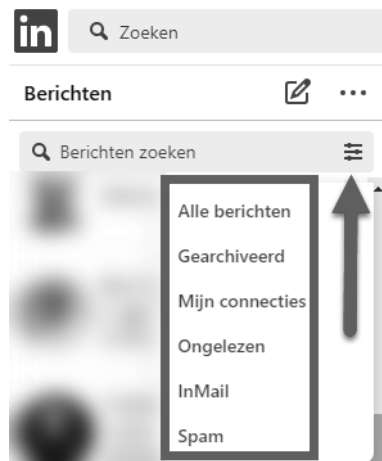 in
Zoeken
Berichten
Berichten zoeken
Alle berichten
Gearchiveerd
Mijn connecties
Ongelezen
InMail
Spam